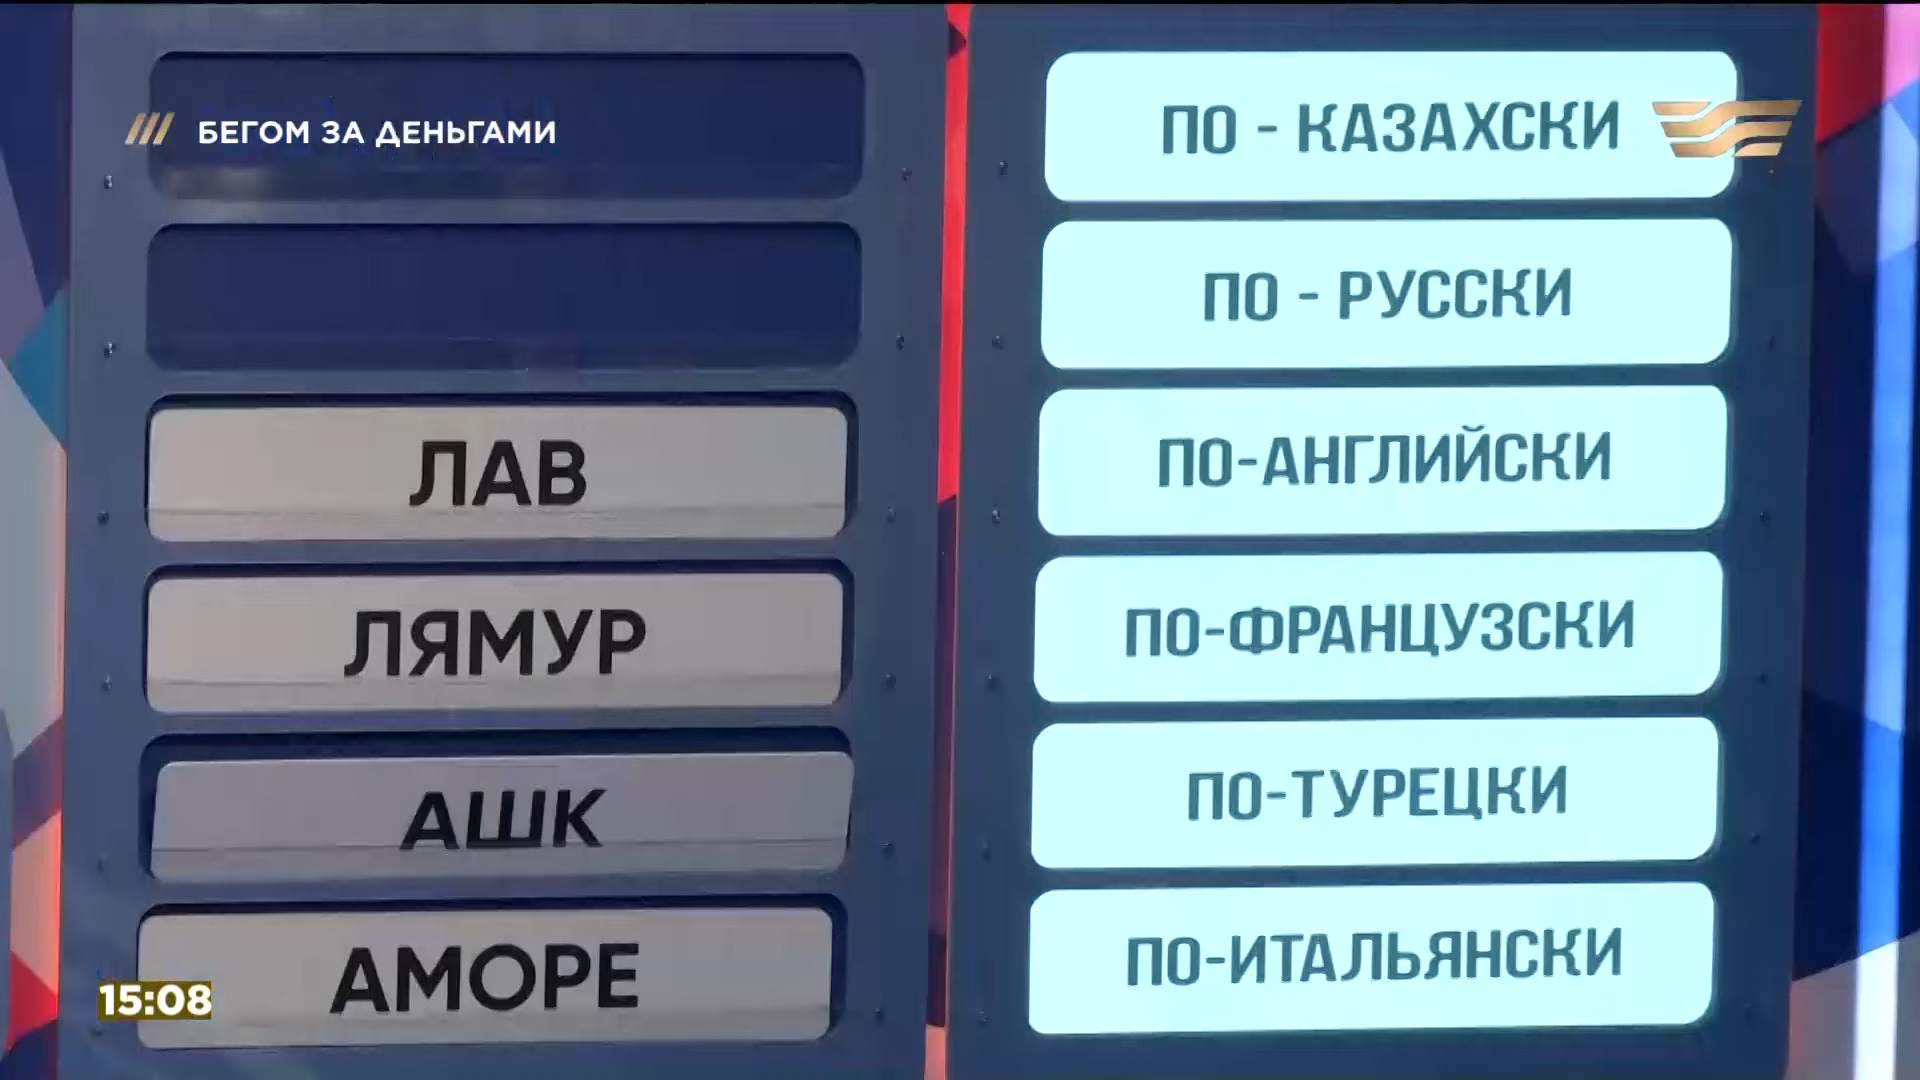 БЕГОМ ЗА ДЕНЬГАМИ
ПО - КАЗАХСКИ
ПО - РУССКИ
ЛАВ
ПО-АНГЛИЙСКИ
ЛЯМУР
ПО-ФРАНЦУЗСКИ
АШК
ПО-ТУРЕЦКИ
АМОРЕ
ПО-ИТАЛЬЯНСКИ
15:08